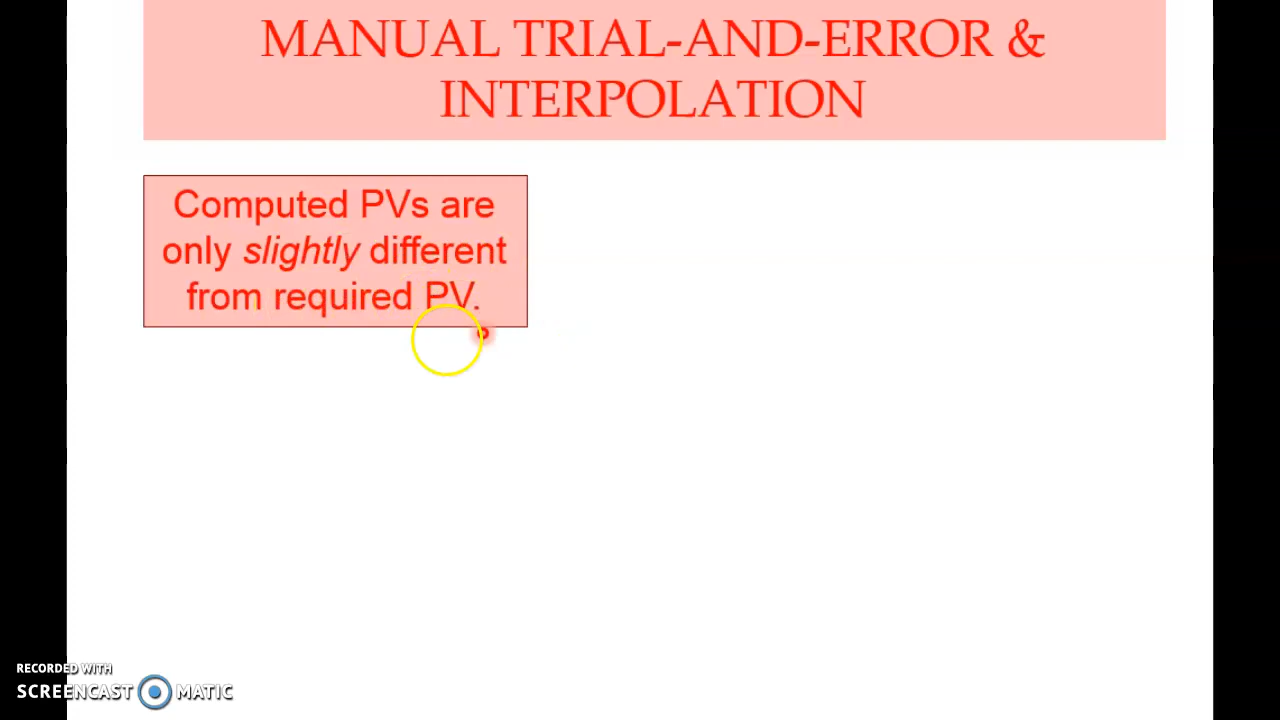 MANUAL TRIAL-AND-ERROR &
INTERPOLATION
Computed PVs are
only slightly different
from required PV.
RECORDED WITH
SCREENCAST MATIC